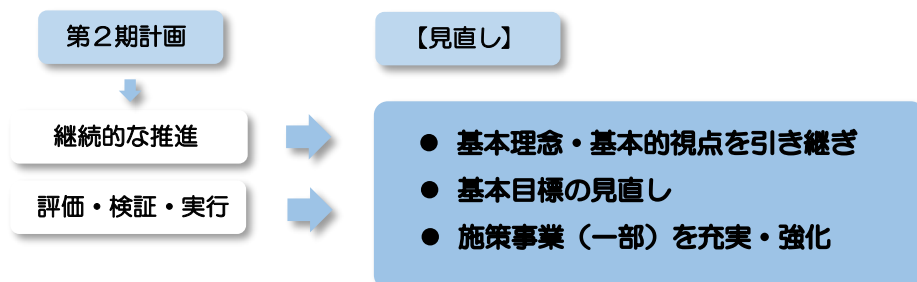 第２期計画
【見直し】
継続的な推進
評価・検証・実行
● 基本理念・基本的視点を引き継ぎ
● 基本目標の見直し
● 施策事業（一部）を充実・強化